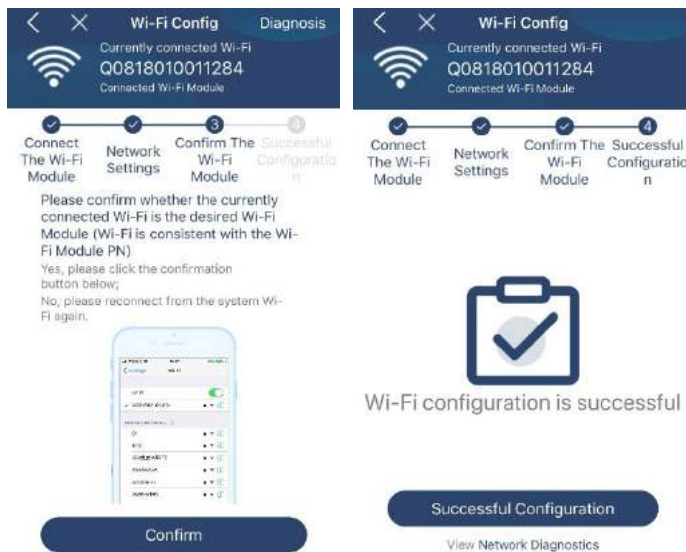 Wi-Fi Config
Diagnosis
Currently connected Wi-Fi
Q0818010011284
Connected Wi-Fi Module
3
4
Connect
The Wi-Fi
Module
Network
Settings
Confirm The
Wi-Fi
Module
Successful
Configuratio
n
Please confirm whether the currently
connected Wi-Fi is the desired Wi-
Fi Module (Wi-Fi is consistent with the Wi-
Fi Module PN)
Yes, please click the confirmation
button below;
No, please reconnect from the system Wi-
Fi again.
Confirm
Wi-Fi Config
Currently connected Wi-Fi
Q0818010011284
Connected Wi-Fi Module
4
Connect
The Wi-Fi
Module
Network
Settings
Confirm The
Wi-Fi
Module
Successful
Configuratio
n
Wi-Fi configuration is successful
Successful Configuration
View Network Diagnostics